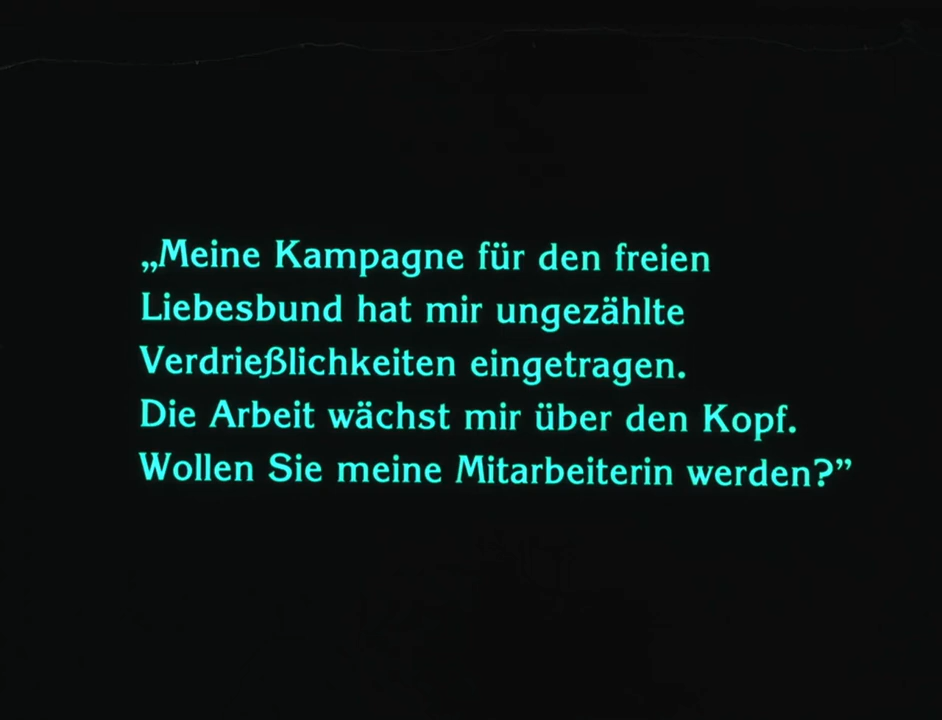 „Meine Kampagne für den freien
Liebesbund hat mir ungezählte
Verdrießlichkeiten eingetragen.
Die Arbeit wächst mir über den Kopf.
Wollen Sie meine Mitarbeiterin werden?”